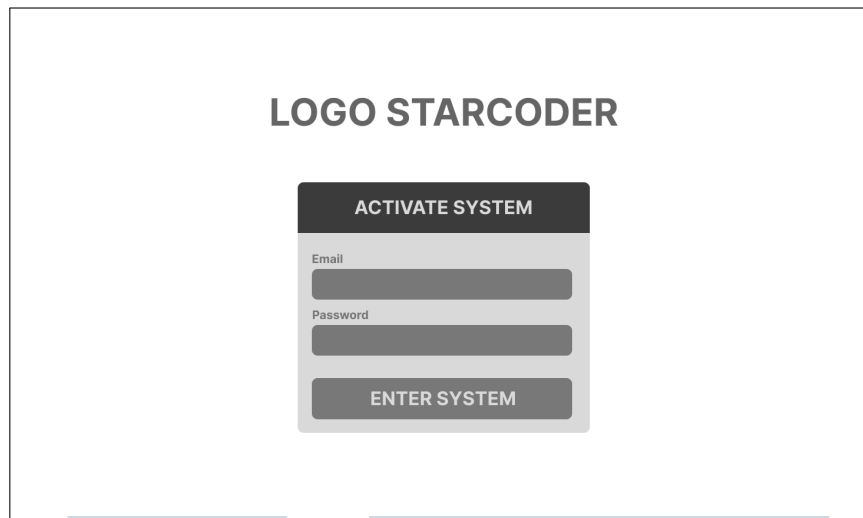 LOGO STARCODER
ACTIVATE SYSTEM
Email
Password
ENTER SYSTEM